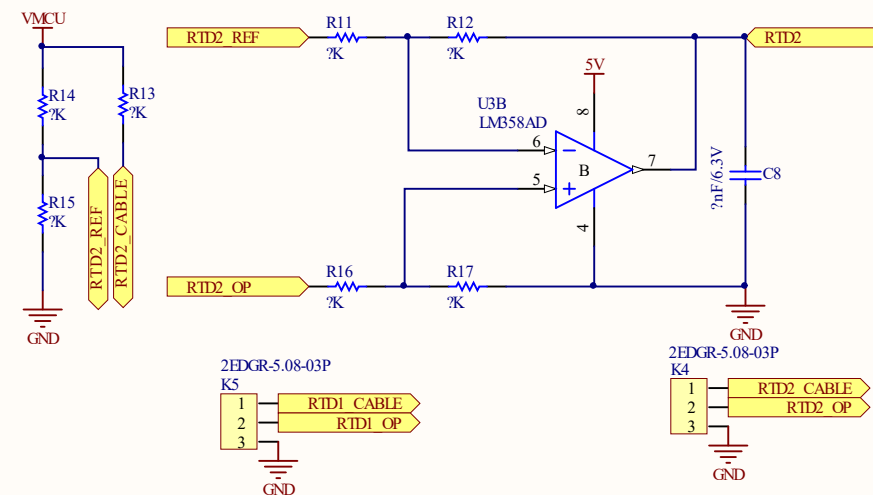 VMCU
R14
?K
R13
?K
R15
?K
RTD2_REF
RTD2_CABLE
GND
RTD2_REF
R11
?K
R12
?K
RTD2
5V
U3B
LM358AD
8
6
B
7
5
4
?nF/6.3V
C8
RTD2_OP
R16
?K
R17
?K
GND
2EDGR-5.08-03P
K5
1
RTD1_CABLE
2
RTD1_OP
3
GND
2EDGR-5.08-03P
K4
1
RTD2_CABLE
2
RTD2_OP
3
GND